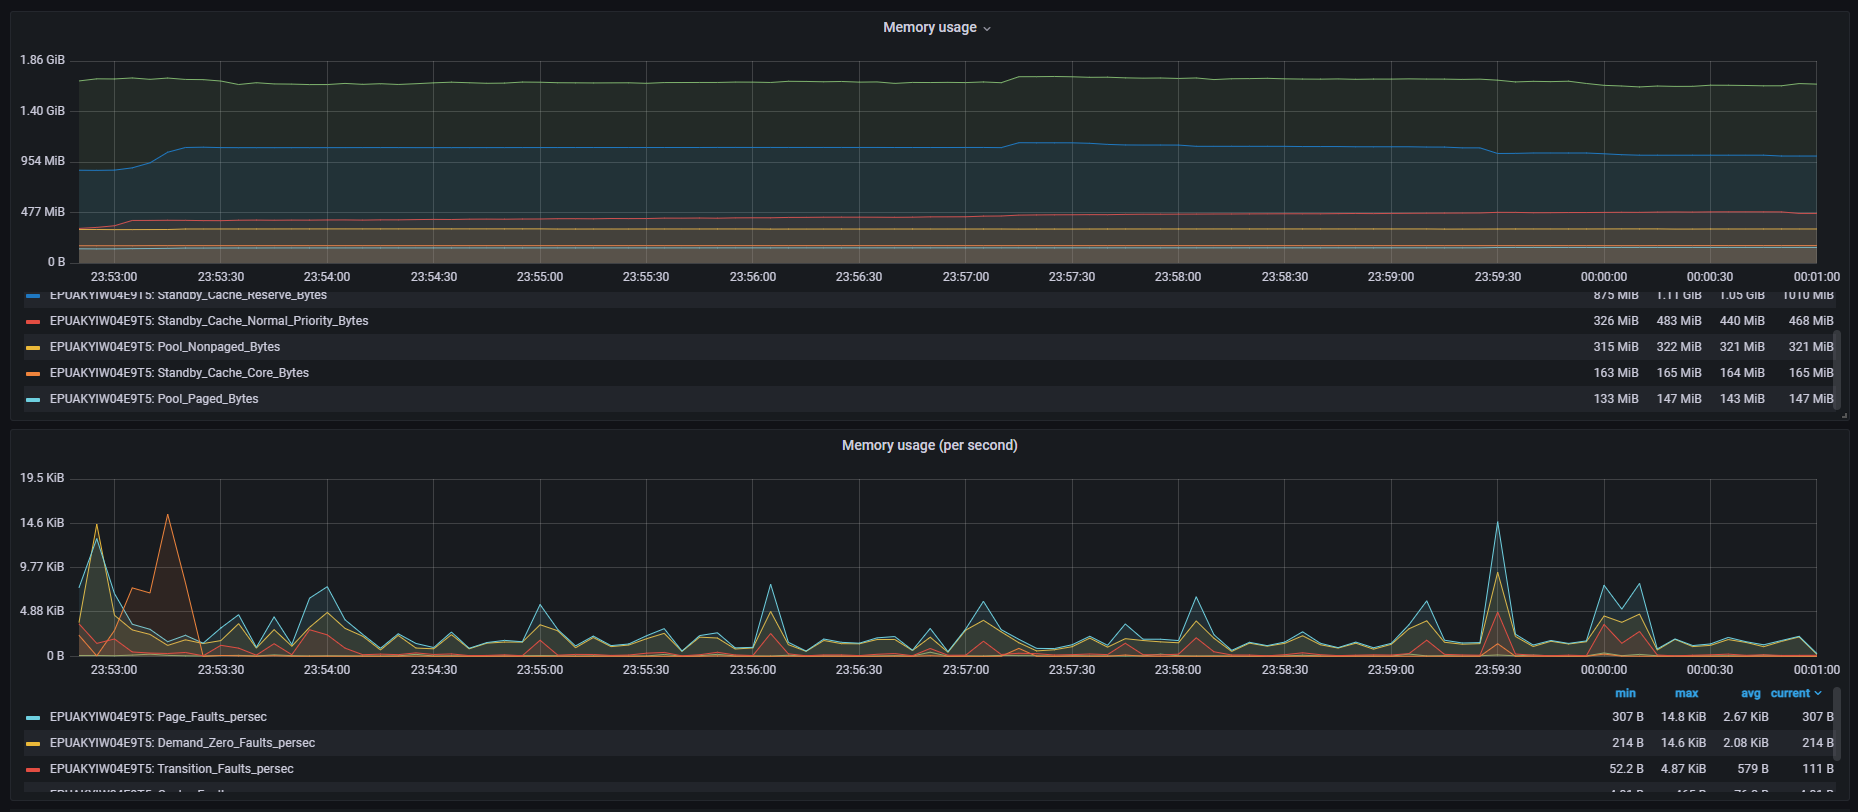 Memory usage
1.86 GiB
1.40 GiB
954 MiB
477 MiB
0 B
23:53:00 23:53:30 23:54:00 23:54:30 23:55:00 23:55:30 23:56:00 23:56:30 23:57:00 23:57:30 23:58:00 23:58:30 23:59:00 23:59:30 00:00:00 00:00:30 00:01:00
EPUAKYIW04E9T5: Standby_Cache_Reserve_Bytes 875 MiB 1.11 GiB 1.05 GiB 1010 MiB
EPUAKYIW04E9T5: Standby_Cache_Normal_Priority_Bytes 326 MiB 483 MiB 440 MiB 468 MiB
EPUAKYIW04E9T5: Pool_Nonpaged_Bytes 315 MiB 322 MiB 321 MiB 321 MiB
EPUAKYIW04E9T5: Standby_Cache_Core_Bytes 163 MiB 165 MiB 164 MiB 165 MiB
EPUAKYIW04E9T5: Pool_Paged_Bytes 133 MiB 147 MiB 143 MiB 147 MiB
Memory usage (per second)
19.5 KiB
14.6 KiB
9.77 KiB
4.88 KiB
0 B
23:53:00 23:53:30 23:54:00 23:54:30 23:55:00 23:55:30 23:56:00 23:56:30 23:57:00 23:57:30 23:58:00 23:58:30 23:59:00 23:59:30 00:00:00 00:00:30 00:01:00
min max avg current
EPUAKYIW04E9T5: Page_Faults_persec 307 B 14.8 KiB 2.67 KiB 307 B
EPUAKYIW04E9T5: Demand_Zero_Faults_persec 214 B 14.6 KiB 2.08 KiB 214 B
EPUAKYIW04E9T5: Transition_Faults_persec 52.2 B 4.87 KiB 579 B 111 B